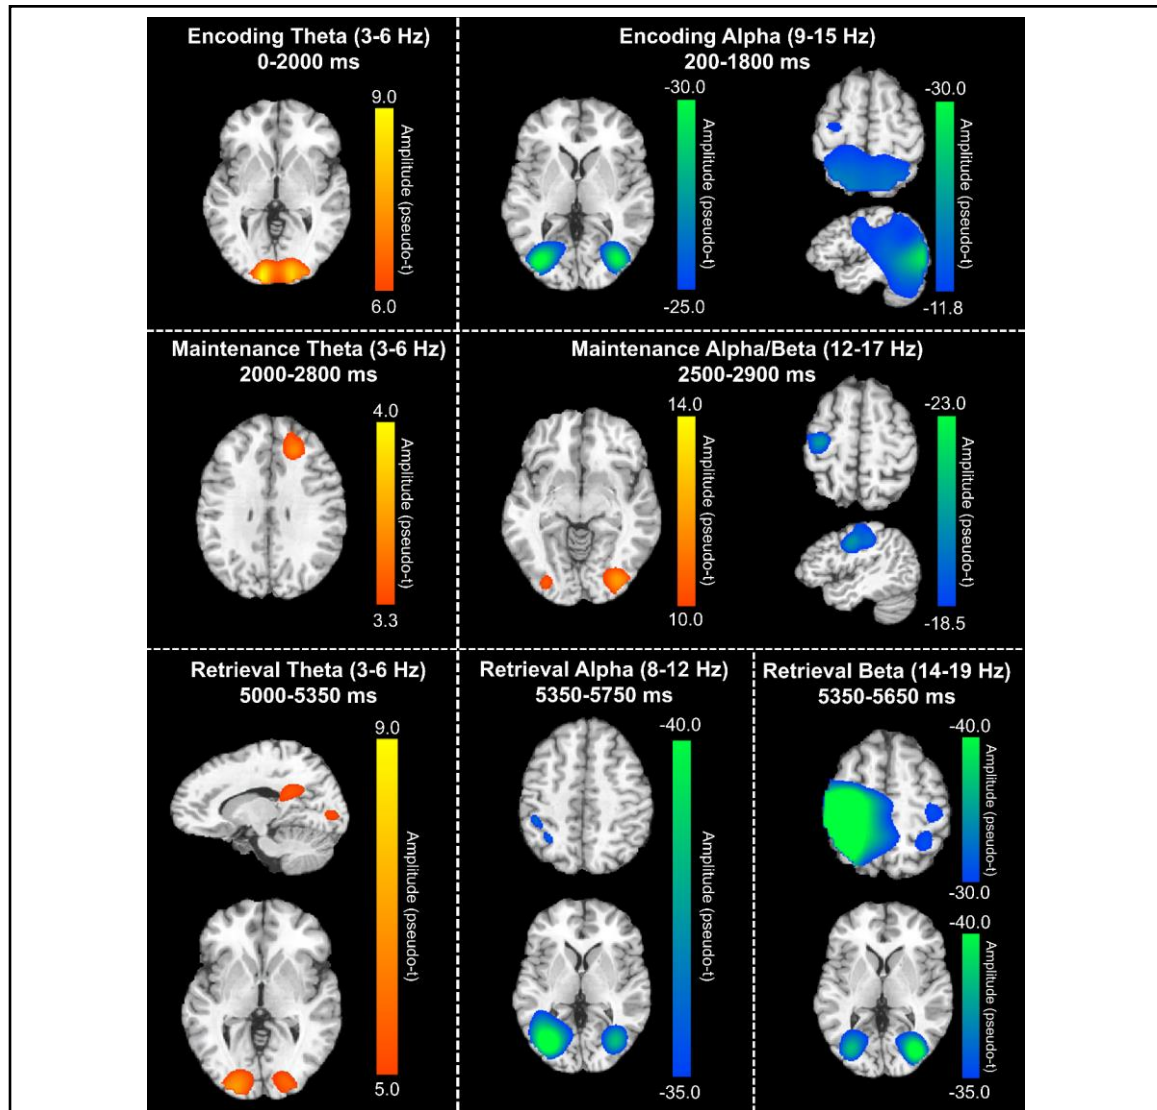 Encoding Theta (3-6 Hz)
0-2000 ms
9.0
Amplitude (pseudo-t)
6.0
Encoding Alpha (9-15 Hz)
200-1800 ms
-30.0
Amplitude (pseudo-t)
-25.0
-30.0
Amplitude (pseudo-t)
-11.8
Maintenance Theta (3-6 Hz)
2000-2800 ms
4.0
Amplitude (pseudo-t)
3.3
Maintenance Alpha/Beta (12-17 Hz)
2500-2900 ms
14.0
Amplitude (pseudo-t)
10.0
-23.0
Amplitude (pseudo-t)
-18.5
Retrieval Theta (3-6 Hz)
5000-5350 ms
9.0
Amplitude (pseudo-t)
5.0
Retrieval Alpha (8-12 Hz)
5350-5750 ms
-40.0
Amplitude (pseudo-t)
-35.0
Retrieval Beta (14-19 Hz)
5350-5650 ms
-40.0
Amplitude (pseudo-t)
-30.0
-40.0
Amplitude (pseudo-t)
-35.0